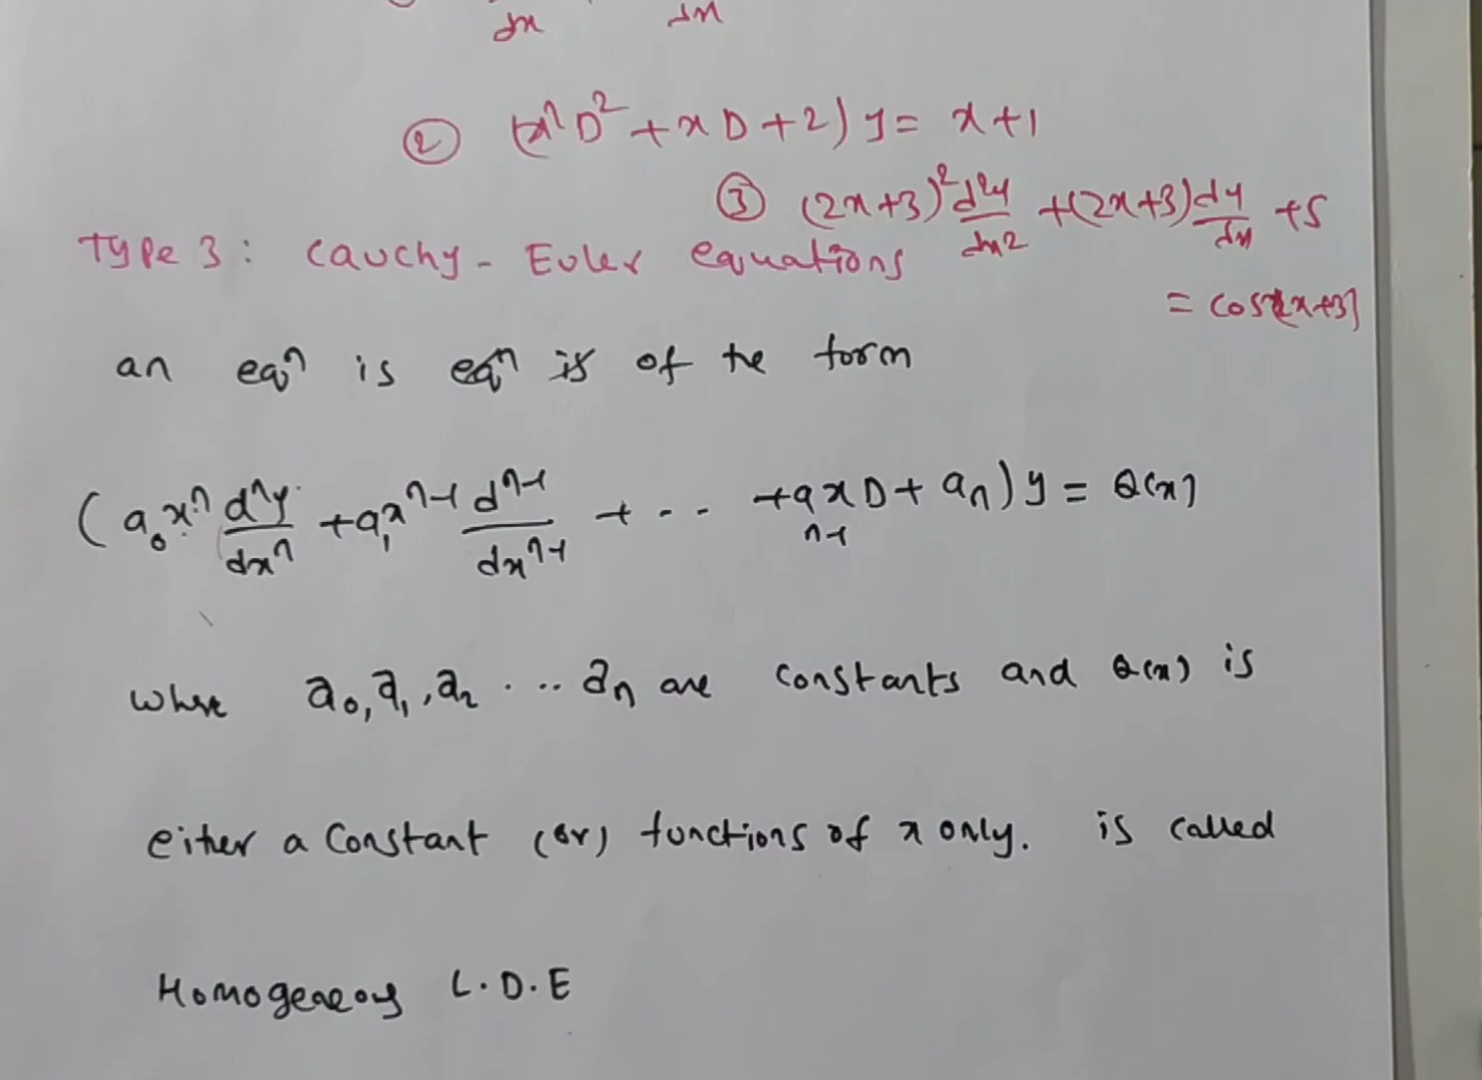 dx dx
② (x²D² + xD + 2) y = x + 1
③ (2x+3)² d²y/dx² + (2x+3) dy/dx + 5
Type 3: Cauchy - Euler equations
= cos(2x+3)
an eqⁿ is eqⁿ is of the form
(a₀xⁿ dⁿy/dxⁿ + a₁xⁿ⁻¹ dⁿ⁻¹/dxⁿ⁻¹ + ... + aₙ₋₁xD + aₙ) y = Q(x)
where a₀, a₁, a₂ ... aₙ are constants and Q(x) is
either a constant (or) functions of x only. is called
Homogeneous L.D.E